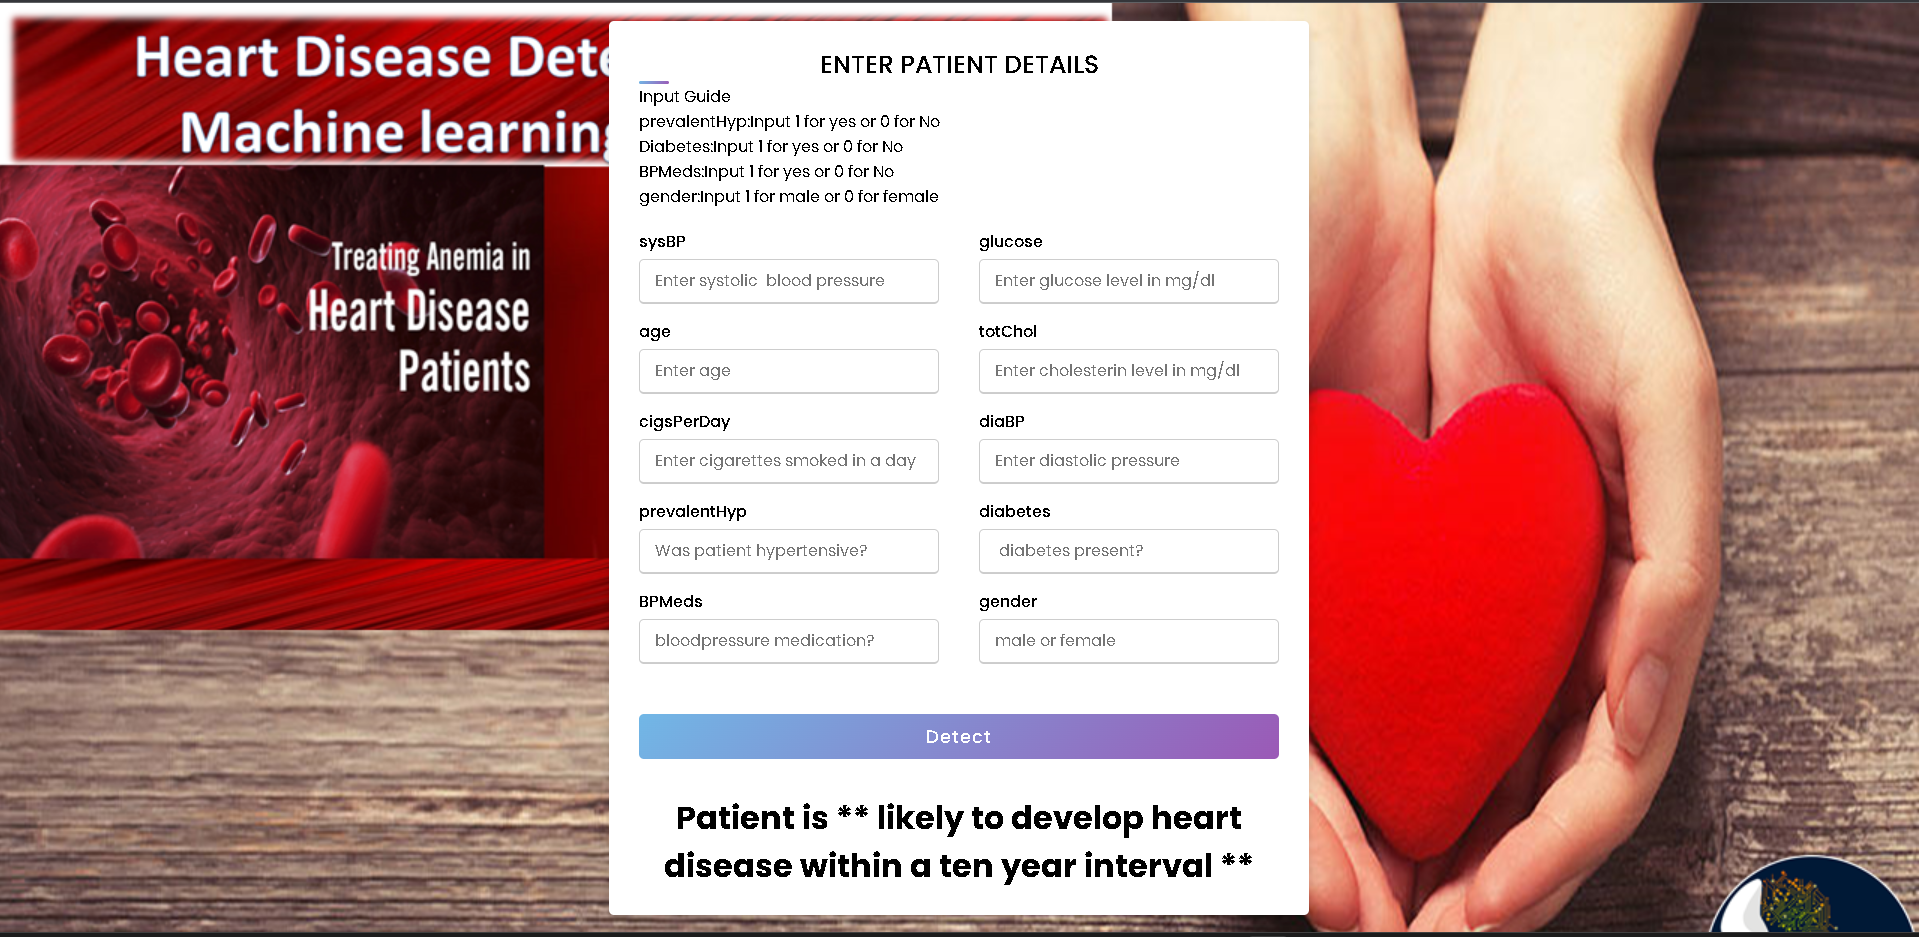 Heart Disease Dete
Machine learning
Treating Anemia in
Heart Disease
Patients
ENTER PATIENT DETAILS
Input Guide
prevalentHyp:Input 1 for yes or 0 for No
Diabetes:Input 1 for yes or 0 for No
BPMeds:Input 1 for yes or 0 for No
gender:Input 1 for male or 0 for female
sysBP
Enter systolic  blood pressure
glucose
Enter glucose level in mg/dl
age
Enter age
totChol
Enter cholesterin level in mg/dl
cigsPerDay
Enter cigarettes smoked in a day
diaBP
Enter diastolic pressure
prevalentHyp
Was patient hypertensive?
diabetes
diabetes present?
BPMeds
bloodpressure medication?
gender
male or female
Detect
Patient is ** likely to develop heart
disease within a ten year interval **